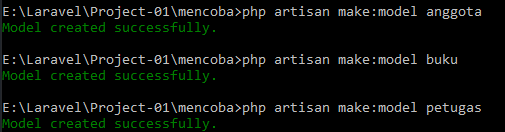 E:\Laravel\Project-01\mencoba>php artisan make:model anggota
Model created successfully.
E:\Laravel\Project-01\mencoba>php artisan make:model buku
Model created successfully.
E:\Laravel\Project-01\mencoba>php artisan make:model petugas
Model created successfully.